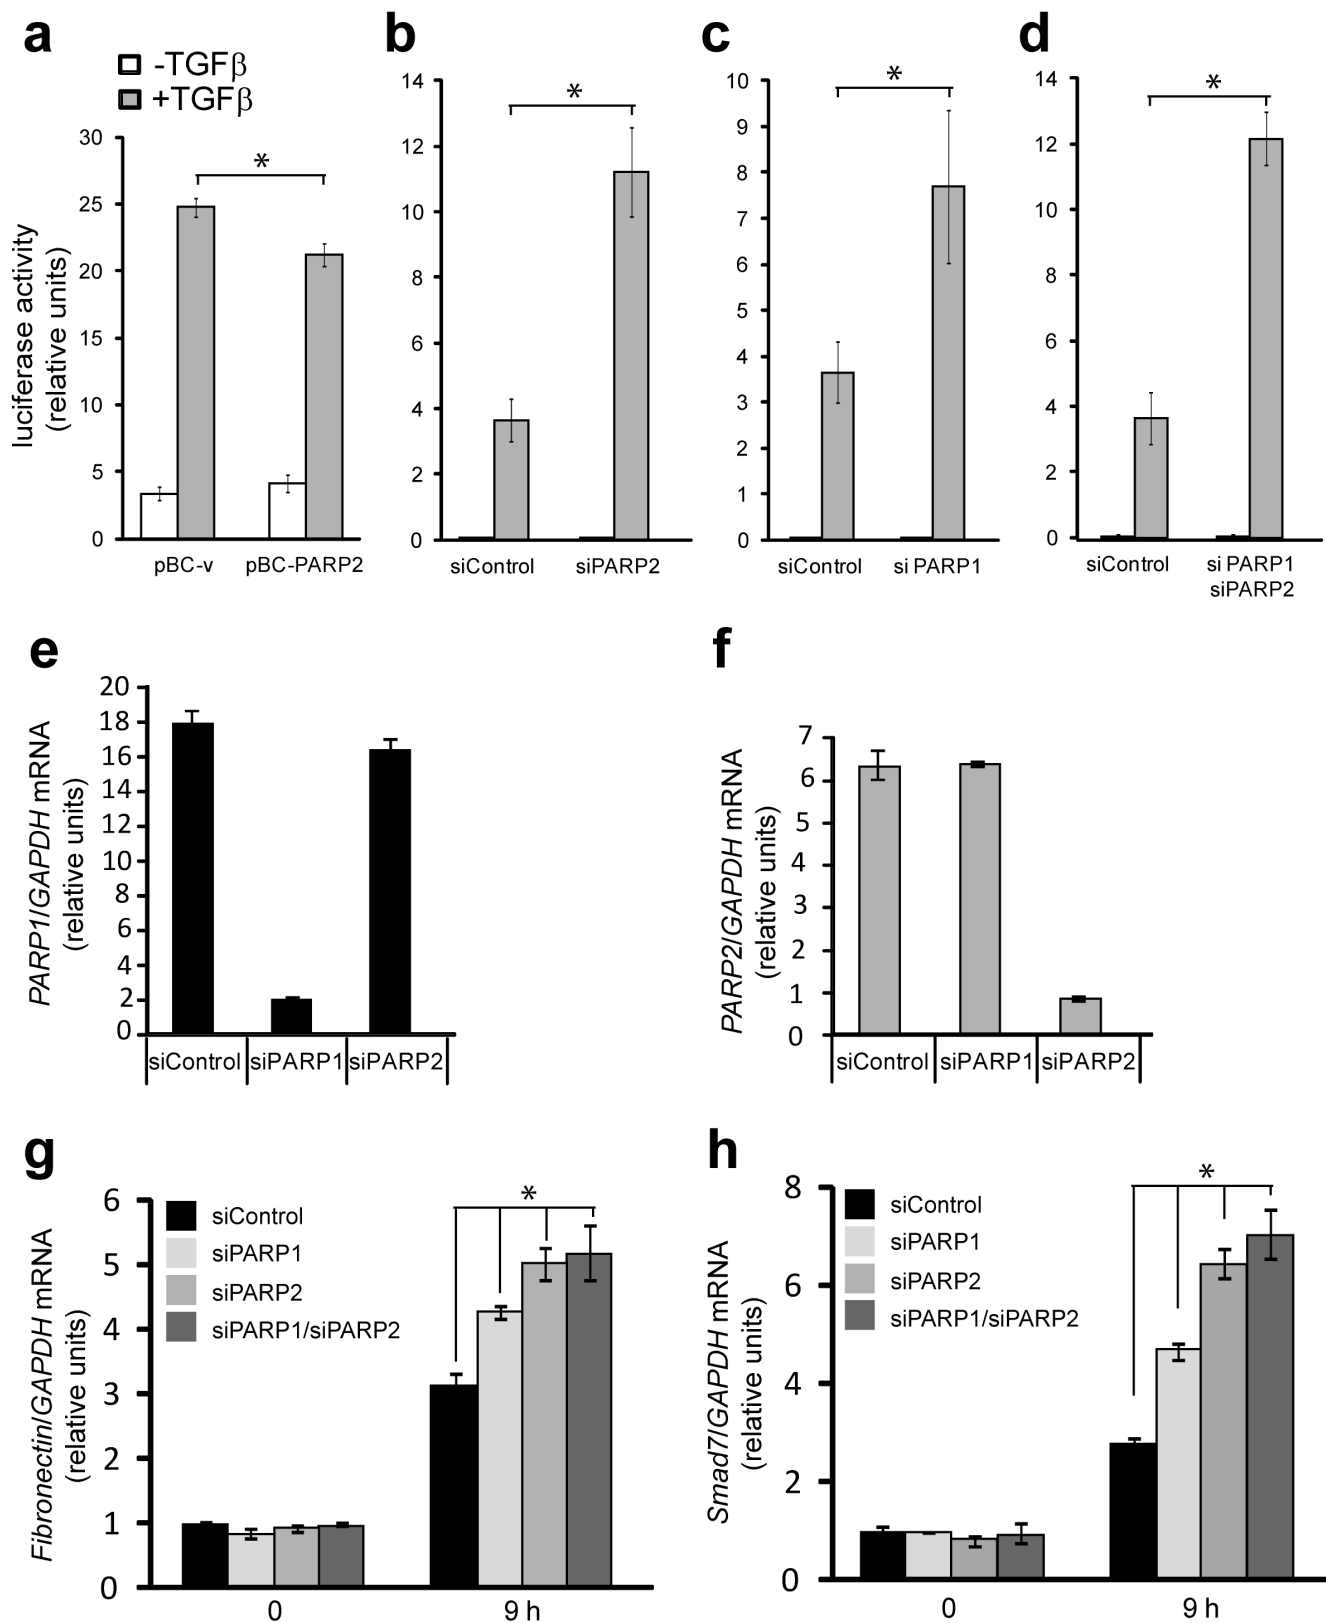 a
-TGFβ
+TGFβ
luciferase activity
(relative units)
30
25
20
15
10
5
0
*
pBC-v
pBC-PARP2
b
14
12
10
8
6
4
2
0
*
siControl
siPARP2
c
10
9
8
7
6
5
4
3
2
1
0
*
siControl
si PARP1
d
14
12
10
8
6
4
2
0
*
siControl
si PARP1
siPARP2
e
PARP1/GAPDH mRNA
(relative units)
20
18
16
14
12
10
8
6
4
2
0
siControl
siPARP1
siPARP2
f
PARP2/GAPDH mRNA
(relative units)
7
6
5
4
3
2
1
0
siControl
siPARP1
siPARP2
g
Fibronectin/GAPDH mRNA
(relative units)
6
5
4
3
2
1
0
siControl
siPARP1
siPARP2
siPARP1/siPARP2
*
0
9 h
h
Smad7/GAPDH mRNA
(relative units)
8
6
4
2
0
siControl
siPARP1
siPARP2
siPARP1/siPARP2
*
0
9 h